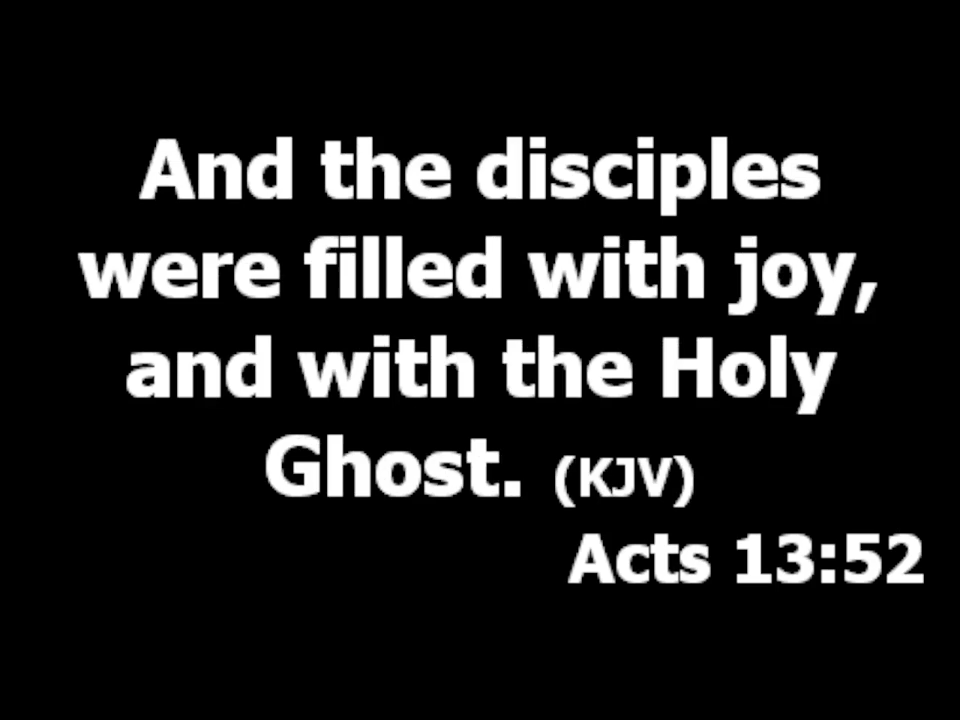 And the disciples
were filled with joy,
and with the Holy
Ghost. (KJV)
Acts 13:52